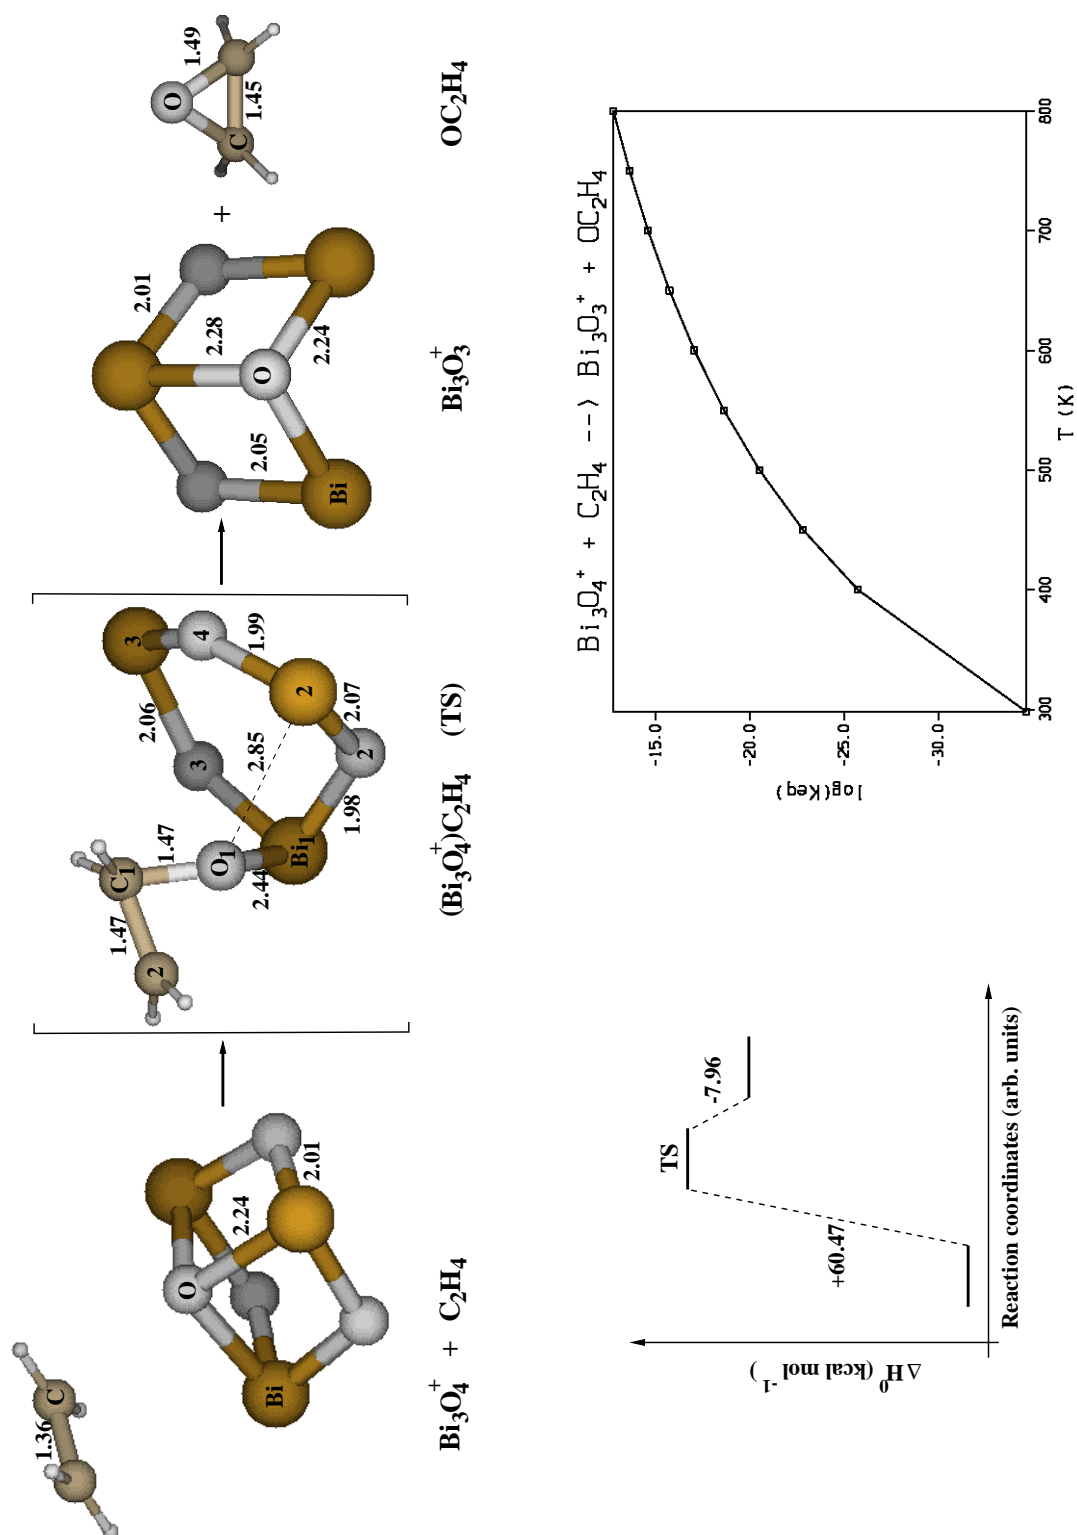 1.36
C
Bi
O
2.24
2.01
Bi₃O₄⁺ + C₂H₄
2
C₁
1.47
1.47
O₁
2.44
Bi₁
1.98
2
2.07
2
2.85
3
2.06
3
4
1.99
(Bi₃O₄⁺)C₂H₄ (TS)
Bi
2.05
O
2.28
2.24
2.01
Bi₃O₃⁺
+
O
C
1.49
1.45
OC₂H₄
ΔH⁰ (kcal mol⁻¹)
+60.47
TS
-7.96
Reaction coordinates (arb. units)
Bi₃O₄⁺ + C₂H₄ --> Bi₃O₃⁺ + OC₂H₄
log(Keq)
-15.0
-20.0
-25.0
-30.0
300 400 500 600 700 800
T (K)